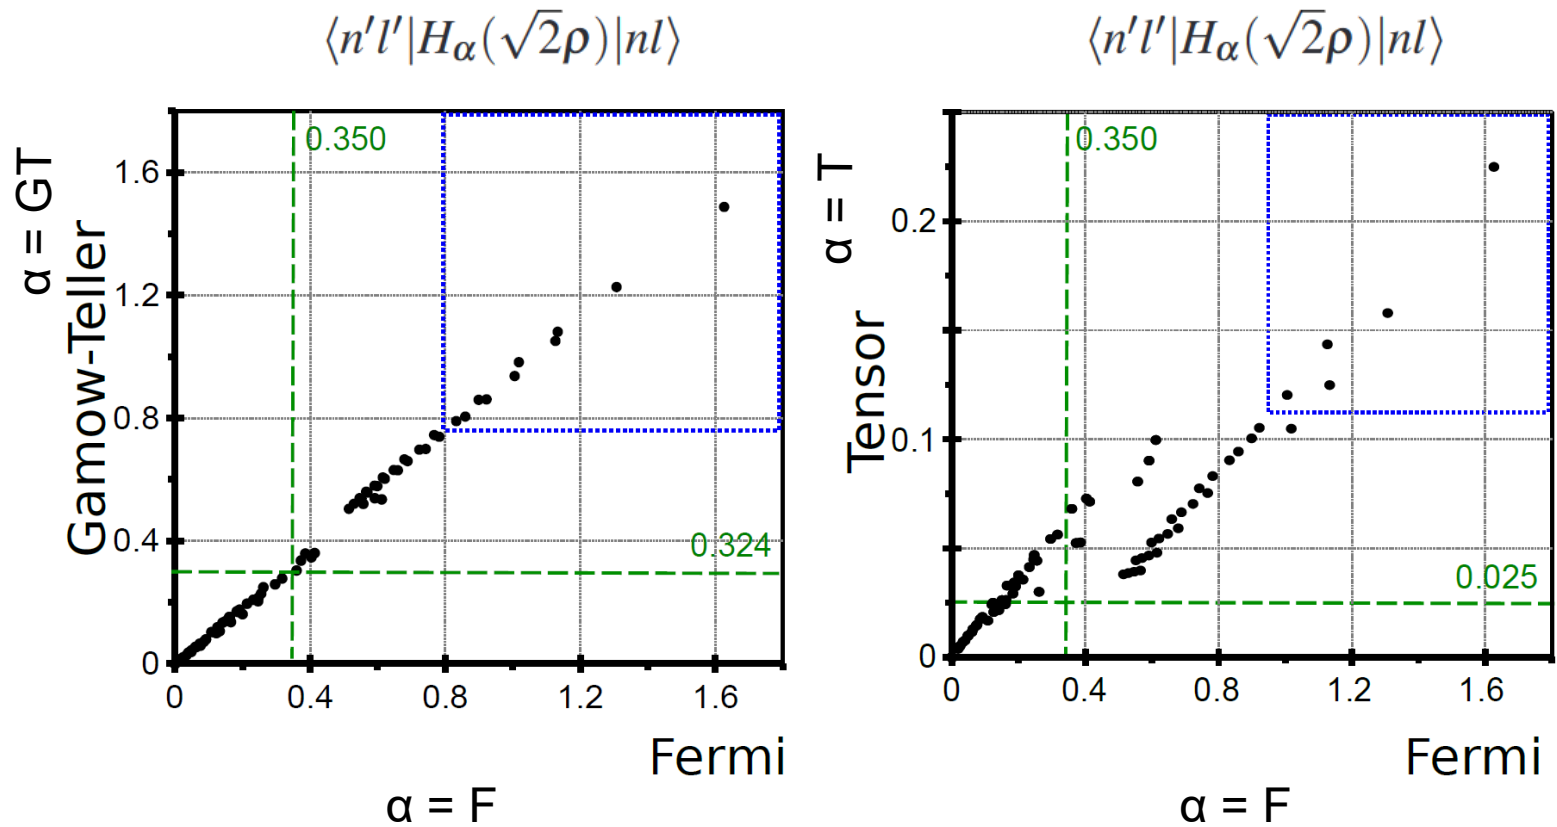 ⟨n′l′|Hα(√2ρ)|nl⟩
0.350
1.6
1.2
0.8
0.4
0
0.324
α = GT
Gamow-Teller
0 0.4 0.8 1.2 1.6
Fermi
α = F
⟨n′l′|Hα(√2ρ)|nl⟩
0.350
0.2
0.1
0
0.025
α = T
Tensor
0 0.4 0.8 1.2 1.6
Fermi
α = F